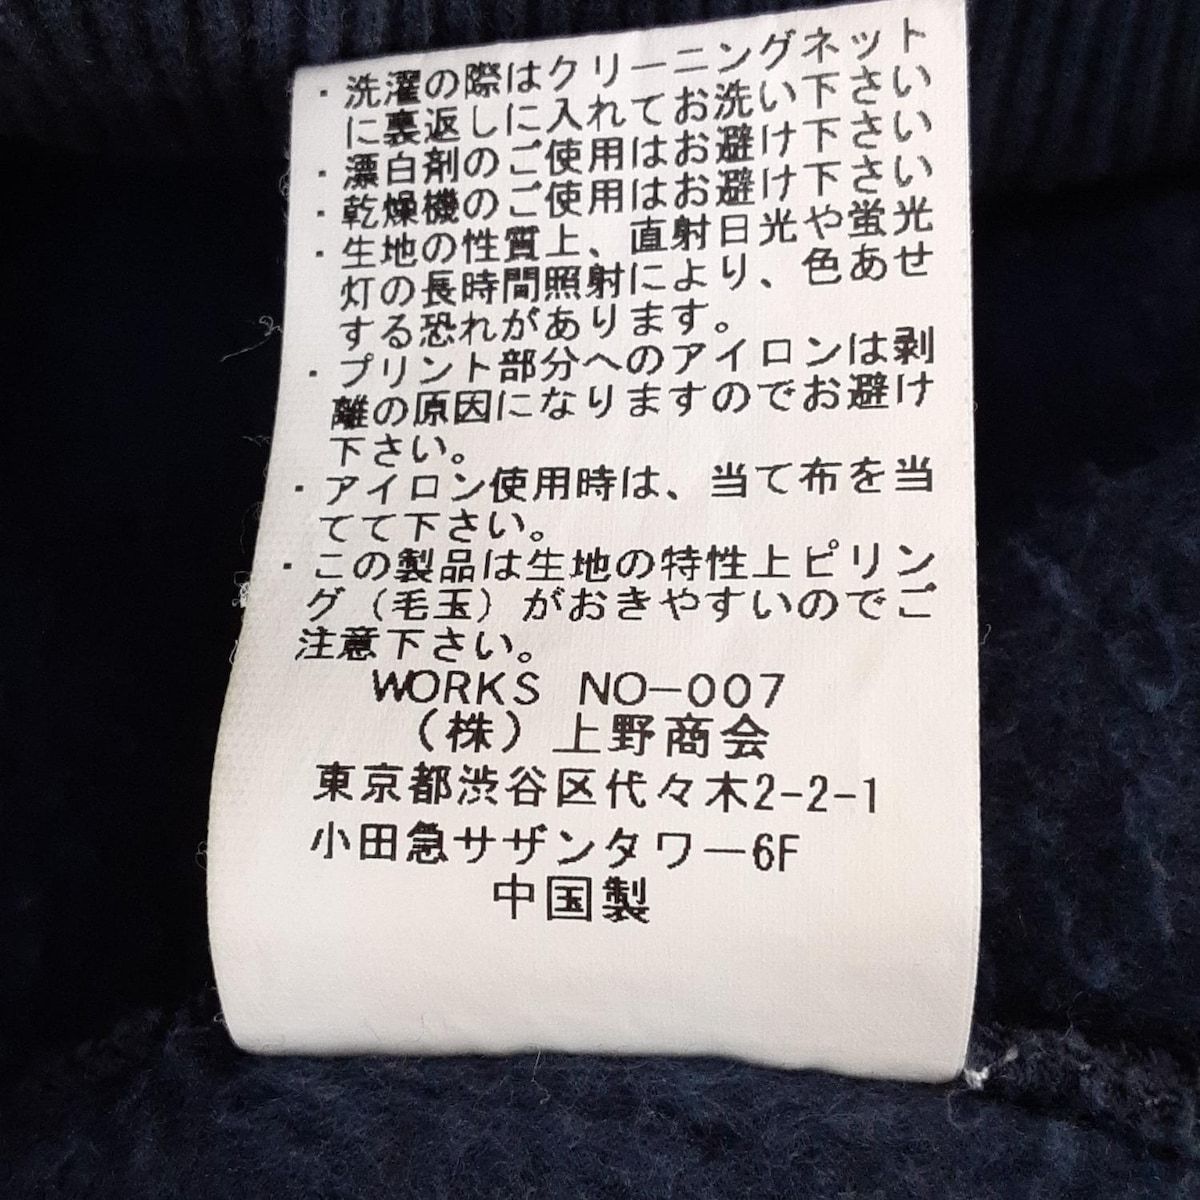 ・洗濯の際はクリーニングネット
に裏返しに入れてお洗い下さい
・漂白剤のご使用はお避け下さい
・乾燥機のご使用はお避け下さい
・生地の性質上、直射日光や蛍光
灯の長時間照射により、色あせ
する恐れがあります。
・プリント部分へのアイロンは剥
離の原因になりますのでお避け
下さい。
・アイロン使用時は、当て布を当
てて下さい。
・この製品は生地の特性上ピリン
グ(毛玉)がおきやすいのでご
注意下さい。
WORKS NO-007
(株)上野商会
東京都渋谷区代々木2-2-1
小田急サザンタワー6F
中国製